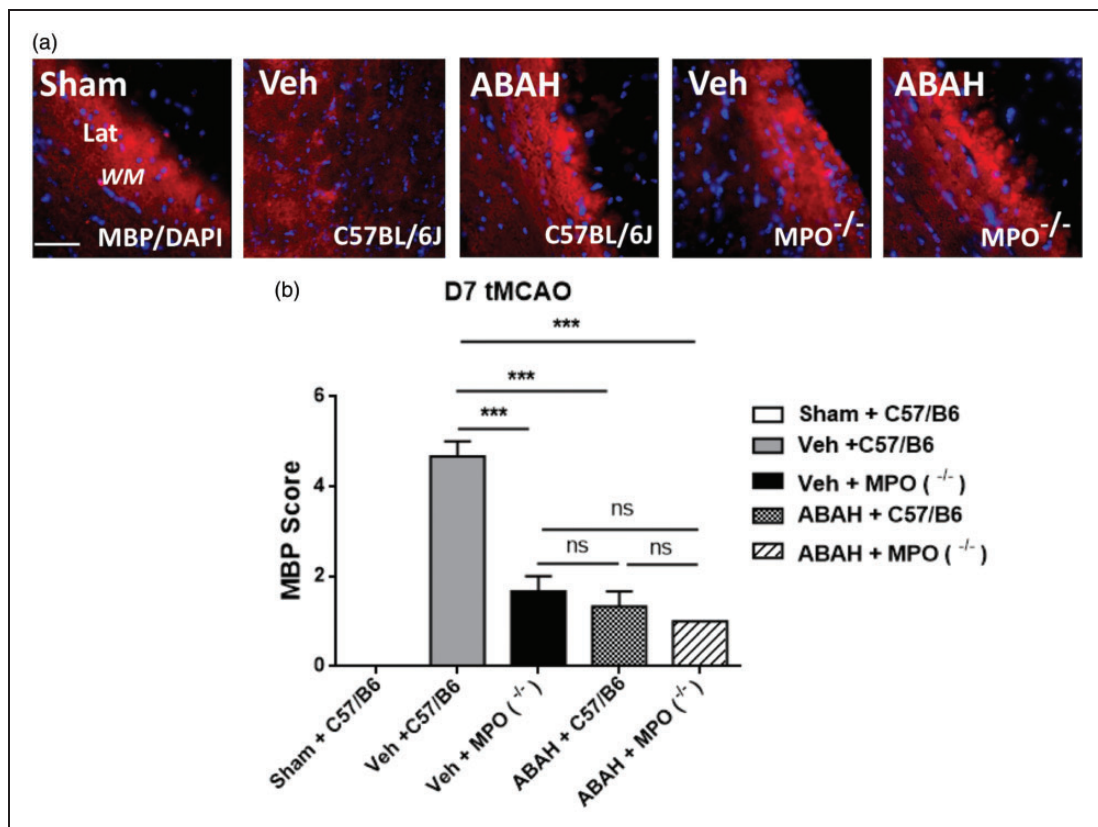 (a)
Sham
Lat
WM
MBP/DAPI
Veh
C57BL/6J
ABAH
C57BL/6J
Veh
MPO-/-
ABAH
MPO-/-
(b)
D7 tMCAO
***
***
***
ns
ns
ns
MBP Score
6
4
2
0
Sham + C57/B6
Veh +C57/B6
Veh + MPO ( -/-)
ABAH + C57/B6
ABAH + MPO ( -/-)
Sham + C57/B6
Veh +C57/B6
Veh + MPO ( -/-)
ABAH + C57/B6
ABAH + MPO ( -/-)